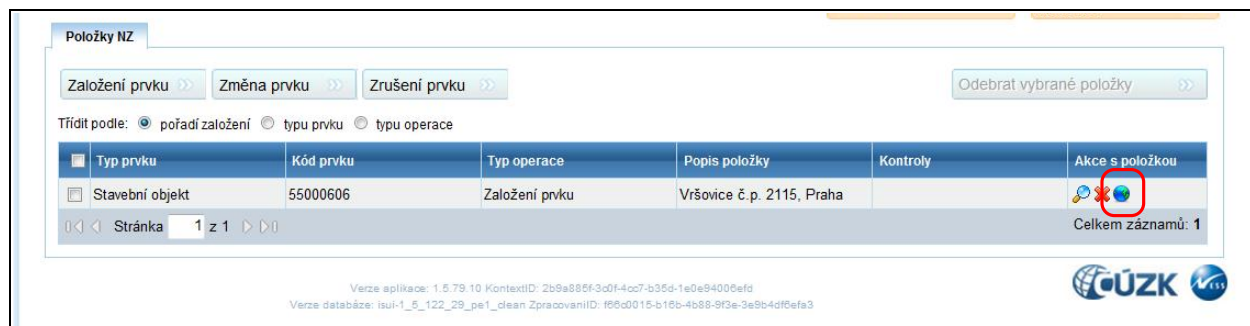 Položky NZ
Založení prvku Změna prvku Zrušení prvku Odebrat vybrané položky
Třídit podle: pořadí založení typu prvku typu operace
Typ prvku Kód prvku Typ operace Popis položky Kontroly Akce s položkou
Stavební objekt 55000606 Založení prvku Vršovice č.p. 2115, Praha
Stránka 1 z 1 Celkem záznamů: 1
ČÚZK VESS
Verze aplikace: 1.5.79.10 KontextID: 2b9a885f-3c0f-4cc7-b35d-1e0e94006efd
Verze databáze: isui-1_5_122_29_pe1_clean ZpracovaniID: f66c0015-b16b-4b88-9f3e-3e9b4df6efa3